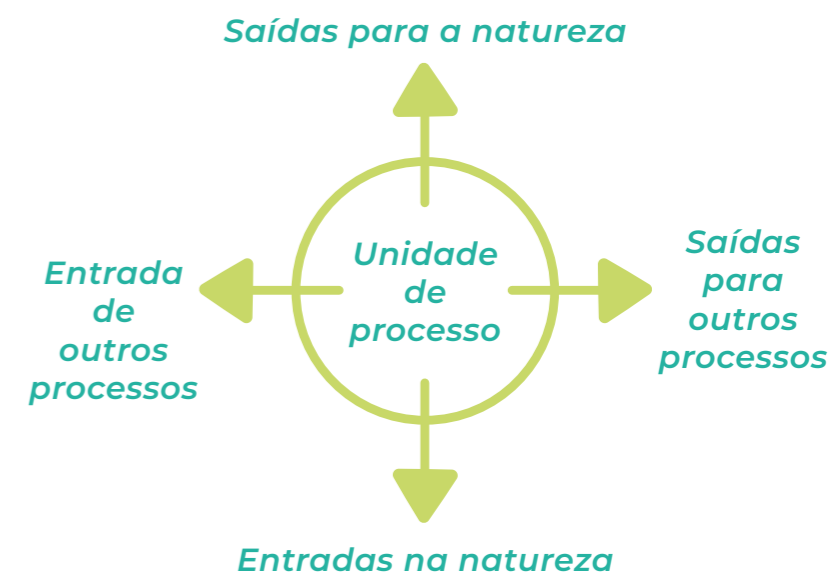 Saídas para a natureza
Entrada
de
outros
processos
Unidade
de
processo
Saídas
para
outros
processos
Entradas na natureza